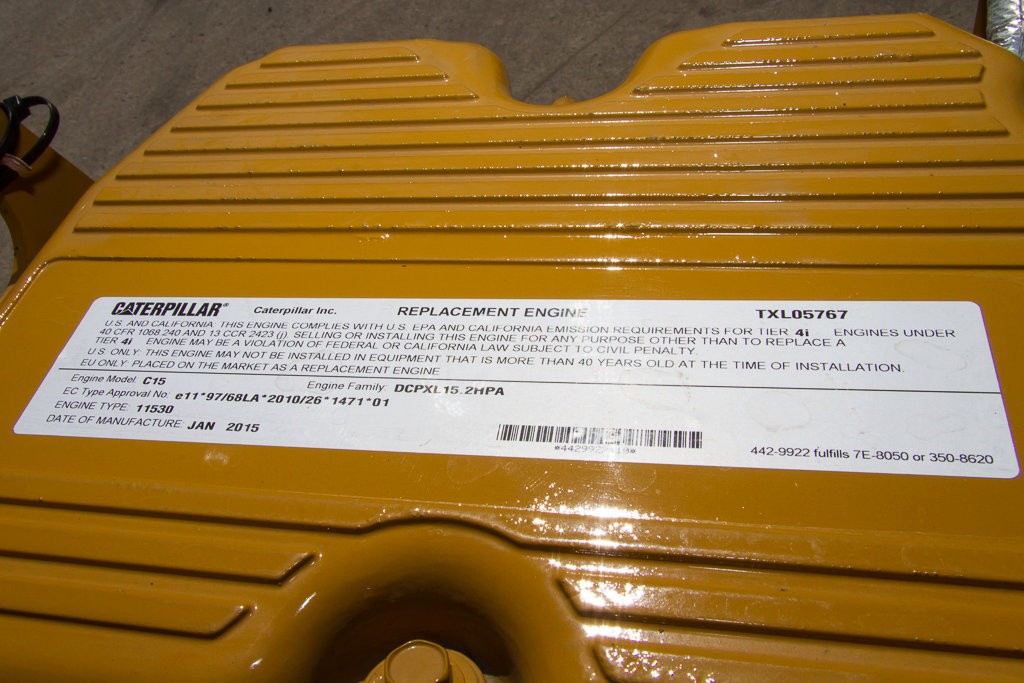 CATERPILLAR® Caterpillar Inc. REPLACEMENT ENGINE TXL05767
U.S. AND CALIFORNIA: THIS ENGINE COMPLIES WITH U.S. EPA AND CALIFORNIA EMISSION REQUIREMENTS FOR TIER 4i ENGINES UNDER
40 CFR 1068.240 AND 13 CCR 2423 (j). SELLING OR INSTALLING THIS ENGINE FOR ANY PURPOSE OTHER THAN TO REPLACE A
TIER 4i ENGINE MAY BE A VIOLATION OF FEDERAL OR CALIFORNIA LAW SUBJECT TO CIVIL PENALTY.
U.S. ONLY: THIS ENGINE MAY NOT BE INSTALLED IN EQUIPMENT THAT IS MORE THAN 40 YEARS OLD AT THE TIME OF INSTALLATION.
EU ONLY: PLACED ON THE MARKET AS A REPLACEMENT ENGINE
Engine Model: C15 Engine Family: DCPXL15.2HPA
EC Type Approval No: e11*97/68LA*2010/26*1471*01
ENGINE TYPE: 11530
DATE OF MANUFACTURE: JAN 2015
442-9922 fulfills 7E-8050 or 350-8620